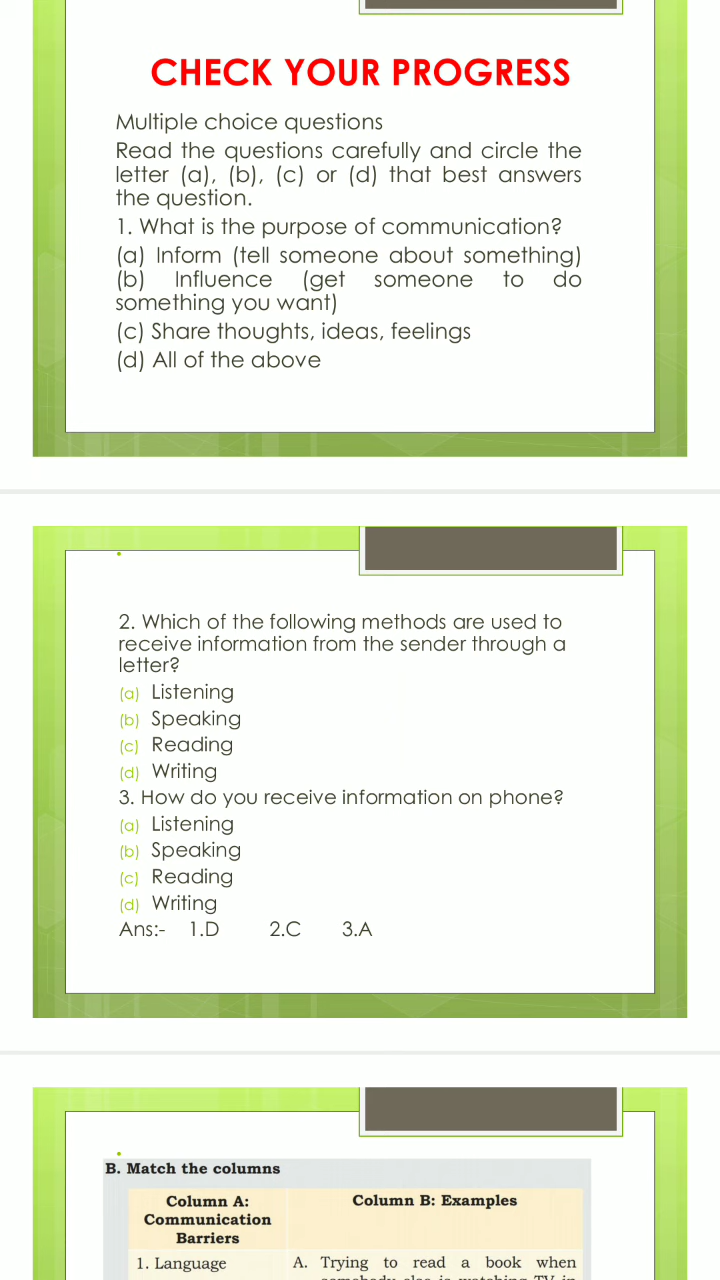 CHECK YOUR PROGRESS
Multiple choice questions
Read the questions carefully and circle the
letter (a), (b), (c) or (d) that best answers
the question.
1. What is the purpose of communication?
(a) Inform (tell someone about something)
(b) Influence (get someone to do
something you want)
(c) Share thoughts, ideas, feelings
(d) All of the above
2. Which of the following methods are used to
receive information from the sender through a
letter?
(a) Listening
(b) Speaking
(c) Reading
(d) Writing
3. How do you receive information on phone?
(a) Listening
(b) Speaking
(c) Reading
(d) Writing
Ans:- 1.D 2.C 3.A
B. Match the columns
Column A:
Communication
Barriers
Column B: Examples
1. Language
A. Trying to read a book when